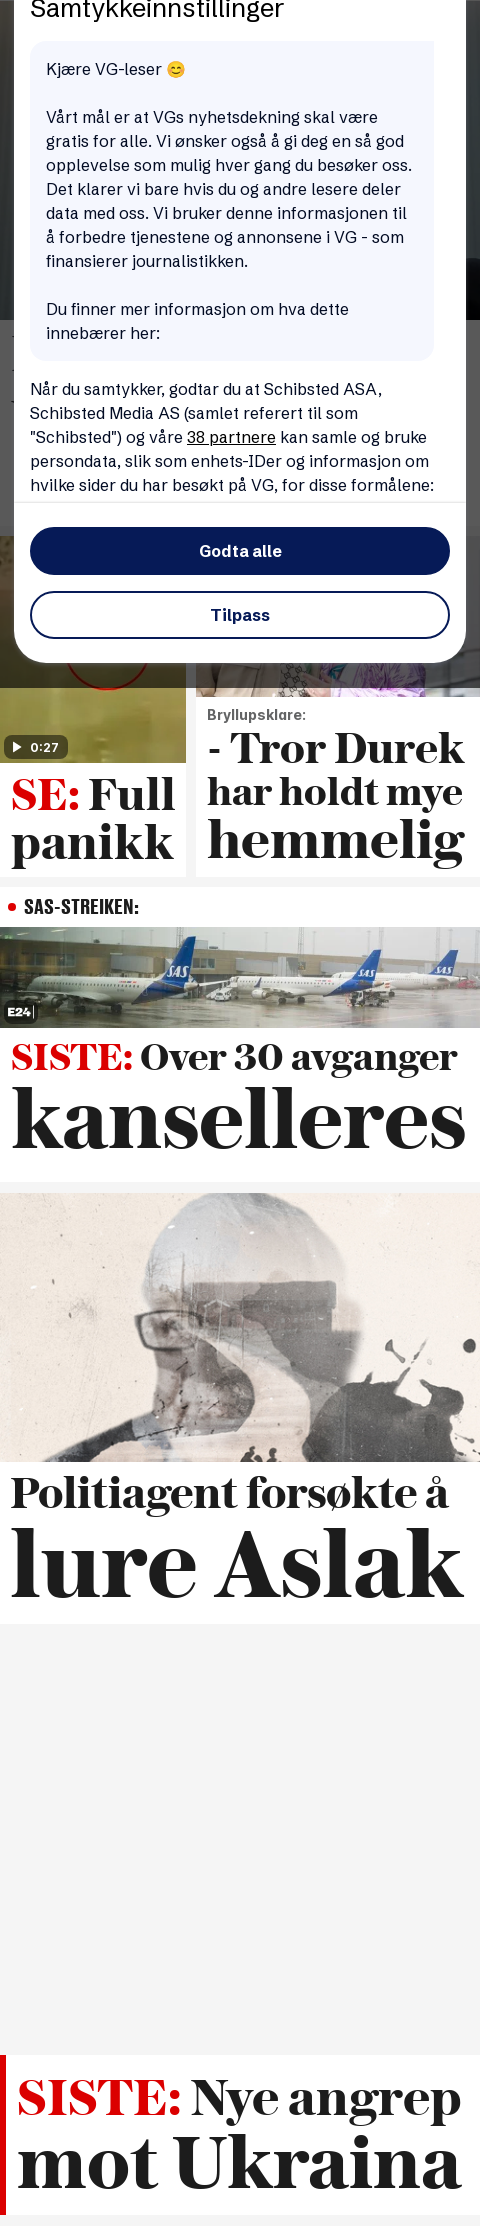 Samtykkeinnstillinger
Kjære VG-leser 😊
Vårt mål er at VGs nyhetsdekning skal være
gratis for alle. Vi ønsker også å gi deg en så god
opplevelse som mulig hver gang du besøker oss.
Det klarer vi bare hvis du og andre lesere deler
data med oss. Vi bruker denne informasjonen til
å forbedre tjenestene og annonsene i VG - som
finansierer journalistikken.
Du finner mer informasjon om hva dette
innebærer her:
Når du samtykker, godtar du at Schibsted ASA,
Schibsted Media AS (samlet referert til som
"Schibsted") og våre 38 partnere kan samle og bruke
persondata, slik som enhets-IDer og informasjon om
hvilke sider du har besøkt på VG, for disse formålene:
Godta alle
Tilpass
0:27
SE: Full
panikk
Bryllupsklare:
- Tror Durek
har holdt mye
hemmelig
SAS-STREIKEN:
SAS
SAS
SAS
E24
SISTE: Over 30 avganger
kanselleres
Politiagent forsøkte å
lure Aslak
SISTE: Nye angrep
mot Ukraina